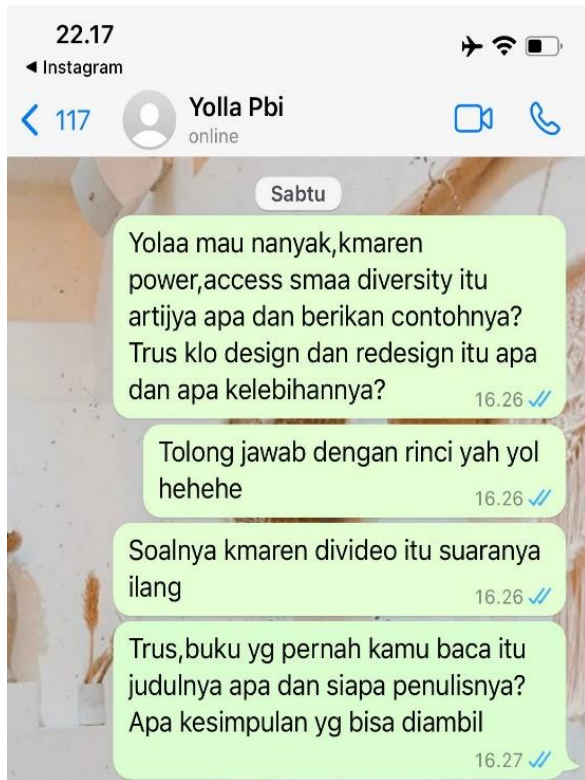 22.17
Instagram
117
Yolla Pbi
online
Sabtu
Yolaa mau nanyak,kmaren
power,access smaa diversity itu
artijya apa dan berikan contohnya?
Trus klo design dan redesign itu apa
dan apa kelebihannya?
16.26
Tolong jawab dengan rinci yah yol
hehehe
16.26
Soalnya kmaren divideo itu suaranya
ilang
16.26
Trus,buku yg pernah kamu baca itu
judulnya apa dan siapa penulisnya?
Apa kesimpulan yg bisa diambil
16.27